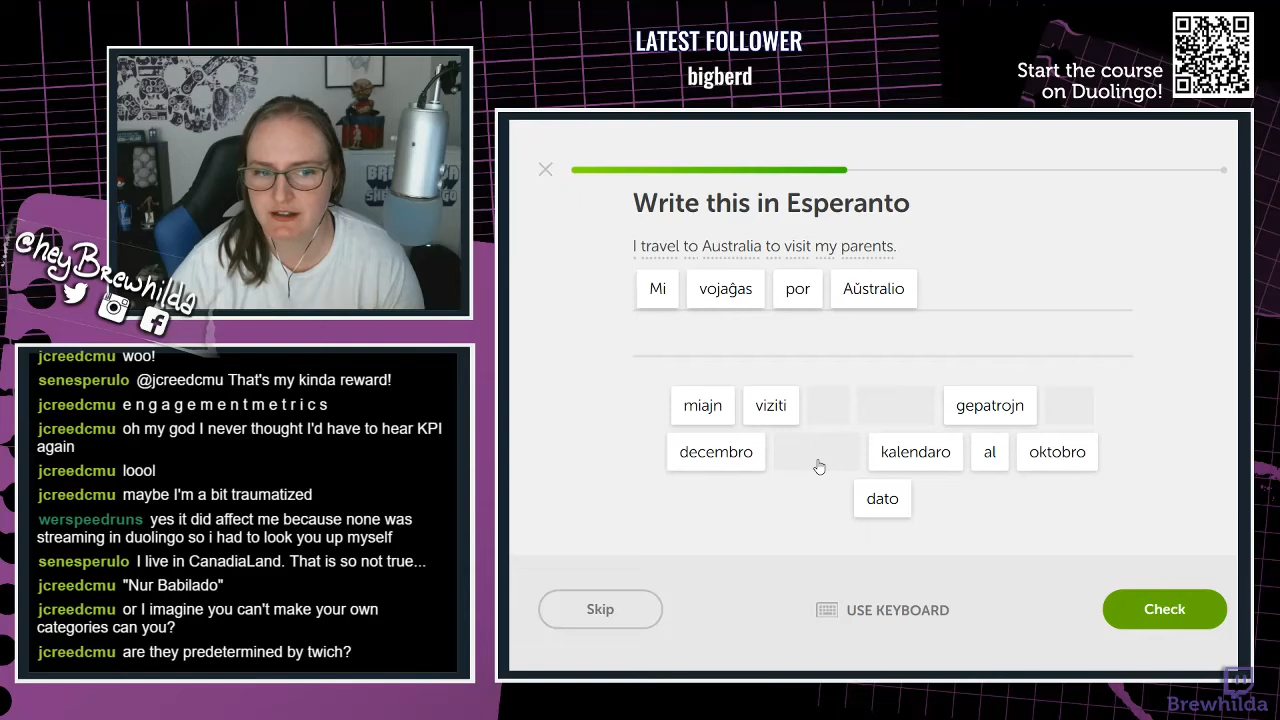 LATEST FOLLOWER
bigberd
Start the course
on Duolingo!
@heyBrewhilda
jcreedcmu woo!
senesperulo @jcreedcmu That's my kinda reward!
jcreedcmu e n g a g e m e n t m e t r i c s
jcreedcmu oh my god I never thought I'd have to hear KPI
again
jcreedcmu loool
jcreedcmu maybe I'm a bit traumatized
werspeedruns yes it did affect me because none was
streaming in duolingo so i had to look you up myself
senesperulo I live in CanadiaLand. That is so not true...
jcreedcmu "Nur Babilado"
jcreedcmu or I imagine you can't make your own
categories can you?
jcreedcmu are they predetermined by twich?
Write this in Esperanto
I travel to Australia to visit my parents.
Mi vojaĝas por Aŭstralio
miajn viziti gepatrojn
decembro kalendaro al oktobro
dato
Skip USE KEYBOARD Check
Brewhilda